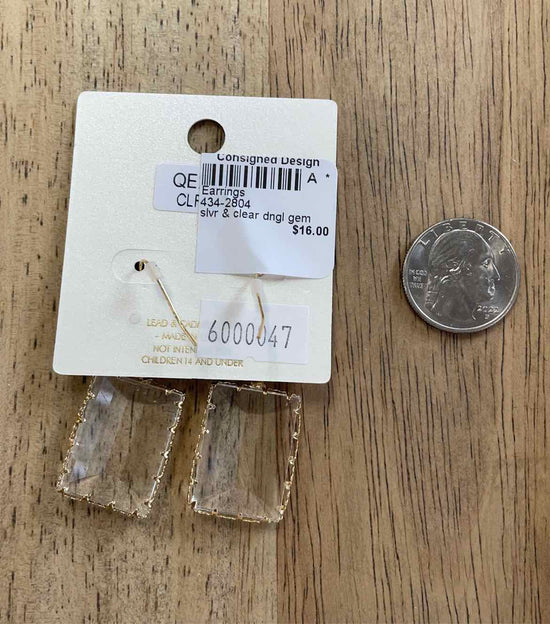 Consigned Design
QE
A *
Earrings
CLF
434-2804
slvr & clear dngl gem
$16.00
LEAD &
- MADE
NOT INTEN
CHILDREN 14 AND UNDER
6000047
LIBERTY
IN GOD
WE
TRUST